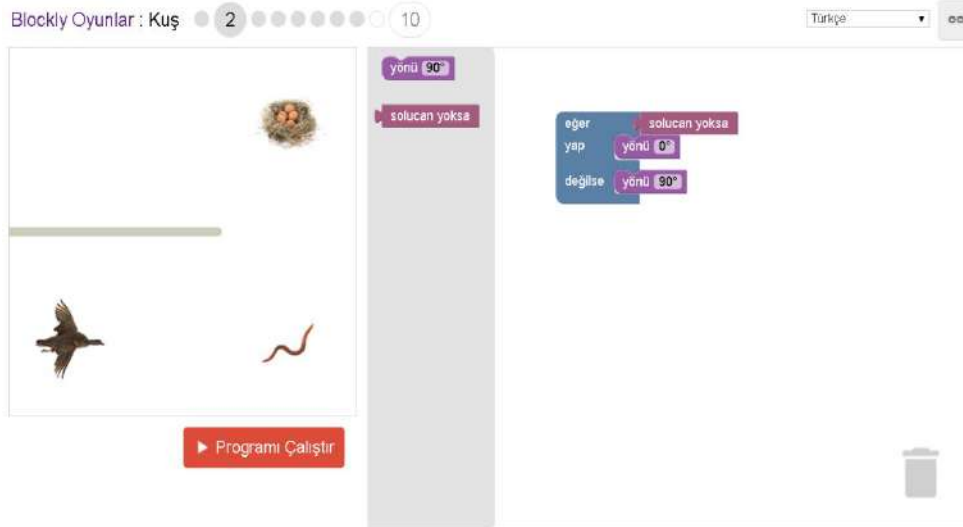 Blockly Oyunlar : Kuş 2 10
Türkçe
yönü 90°
solucan yoksa
eğer solucan yoksa
yap yönü 0°
değilse yönü 90°
Programı Çalıştır